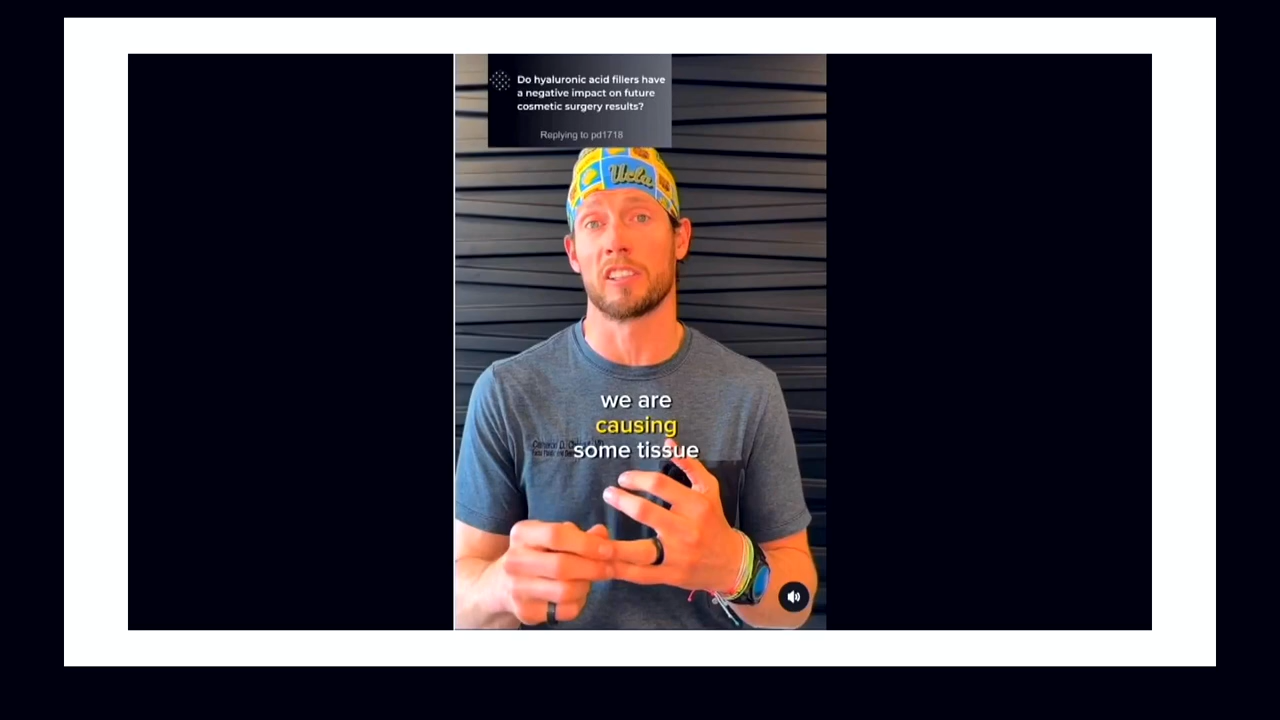 Do hyaluronic acid fillers have
a negative impact on future
cosmetic surgery results?
Replying to pd1718
Ucla
we are
causing
some tissue